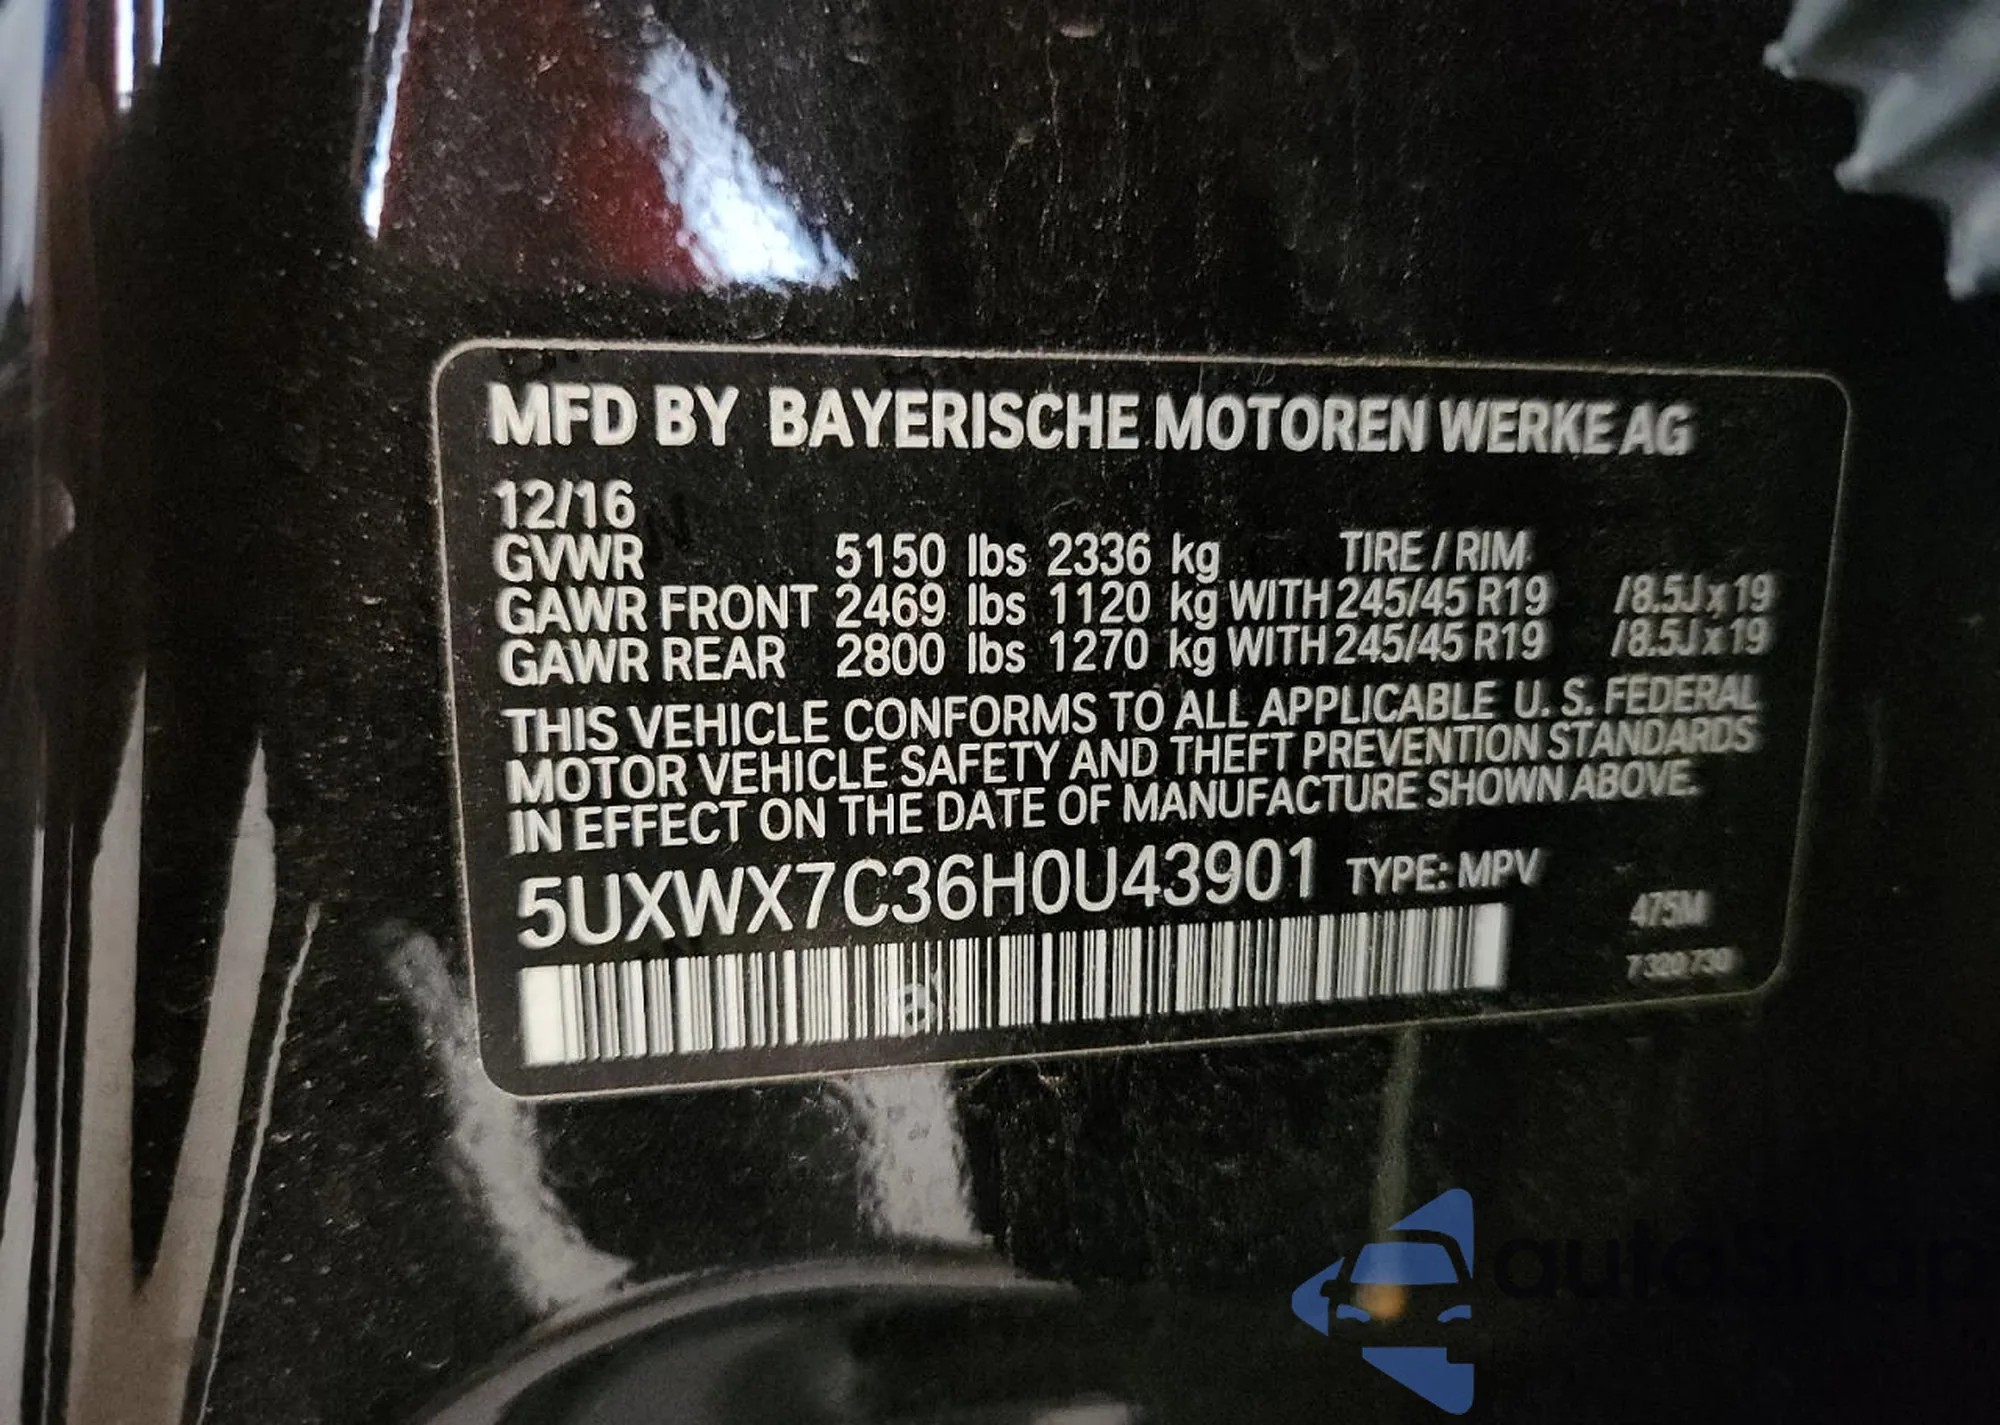 MFD BY BAYERISCHE MOTOREN WERKE AG
12/16
GVWR 5150 lbs 2336 kg TIRE / RIM
GAWR FRONT 2469 lbs 1120 kg WITH 245/45 R19 /8.5J x 19
GAWR REAR 2800 lbs 1270 kg WITH 245/45 R19 /8.5J x 19
THIS VEHICLE CONFORMS TO ALL APPLICABLE U. S. FEDERAL
MOTOR VEHICLE SAFETY AND THEFT PREVENTION STANDARDS
IN EFFECT ON THE DATE OF MANUFACTURE SHOWN ABOVE.
5UXWX7C36H0U43901 TYPE: MPV
475M
7 300 730